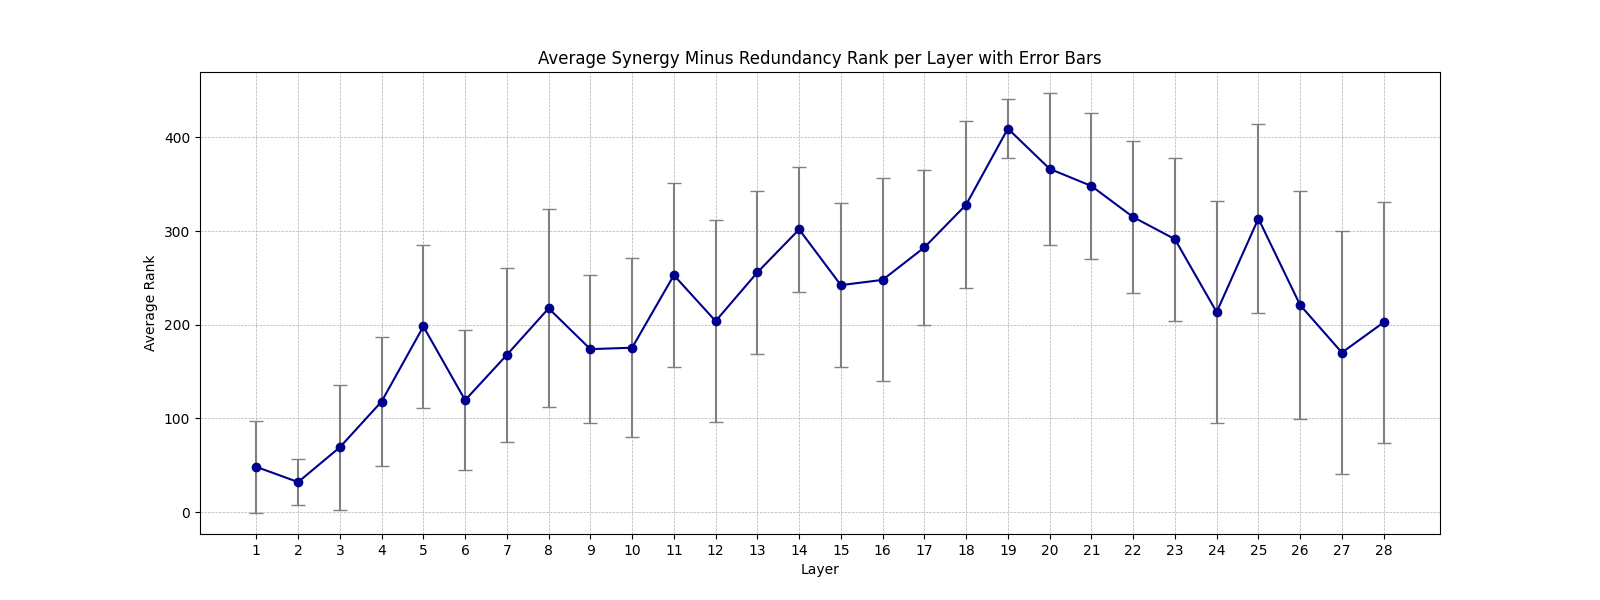 Average Synergy Minus Redundancy Rank per Layer with Error Bars
Average Rank
400
300
200
100
0
1 2 3 4 5 6 7 8 9 10 11 12 13 14 15 16 17 18 19 20 21 22 23 24 25 26 27 28
Layer